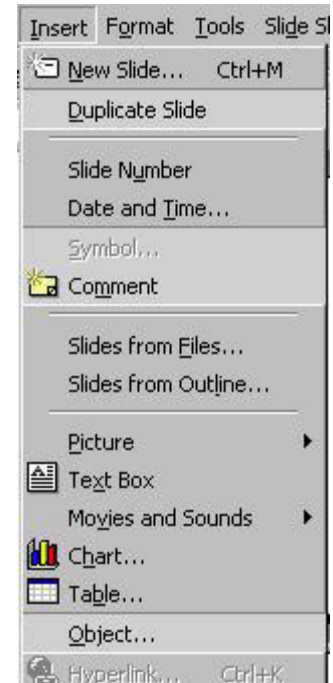 Insert Format Tools Slide S
New Slide... Ctrl+M
Duplicate Slide
Slide Number
Date and Time...
Symbol...
Comment
Slides from Files...
Slides from Outline...
Picture
Text Box
Movies and Sounds
Chart...
Table...
Object...
Hyperlink... Ctrl+K